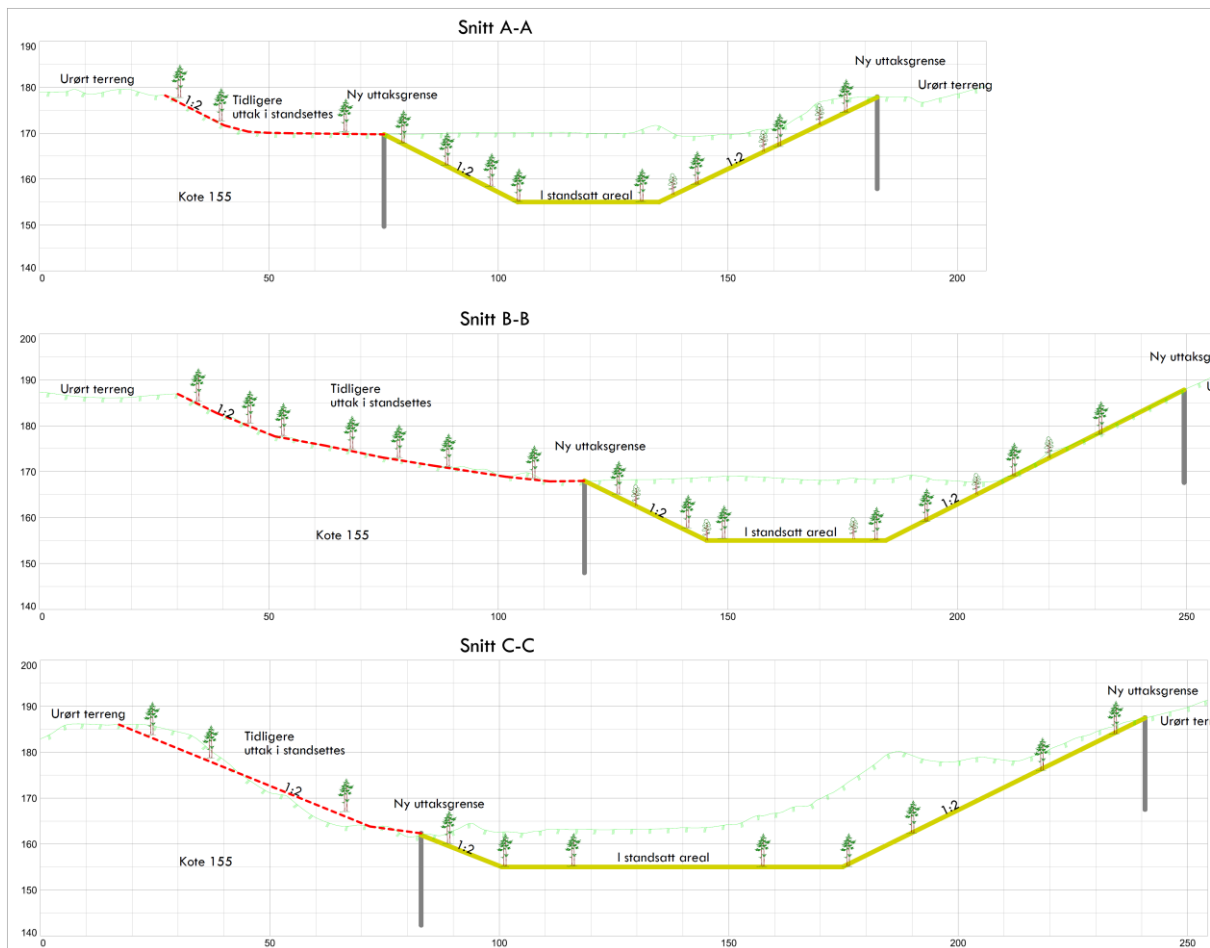 Snitt A-A
190
180
170
160
150
140
Urørt terreng
1:2
Tidligere
uttak i standsettes
Ny uttaksgrense
Ny uttaksgrense
Urørt terreng
1:2
1:2
I standsatt areal
Kote 155
0
50
100
150
200
Snitt B-B
200
190
180
170
160
150
140
Urørt terreng
1:2
Tidligere
uttak i standsettes
Ny uttaksgrense
Ny uttaksg
U
1:2
1:2
I standsatt areal
Kote 155
0
50
100
150
200
250
Snitt C-C
200
190
180
170
160
150
140
Urørt terreng
Tidligere
uttak i standsettes
1:2
Ny uttaksgrense
Ny uttaksgrense
Urørt terr
1:2
1:2
I standsatt areal
Kote 155
0
50
100
150
200
250